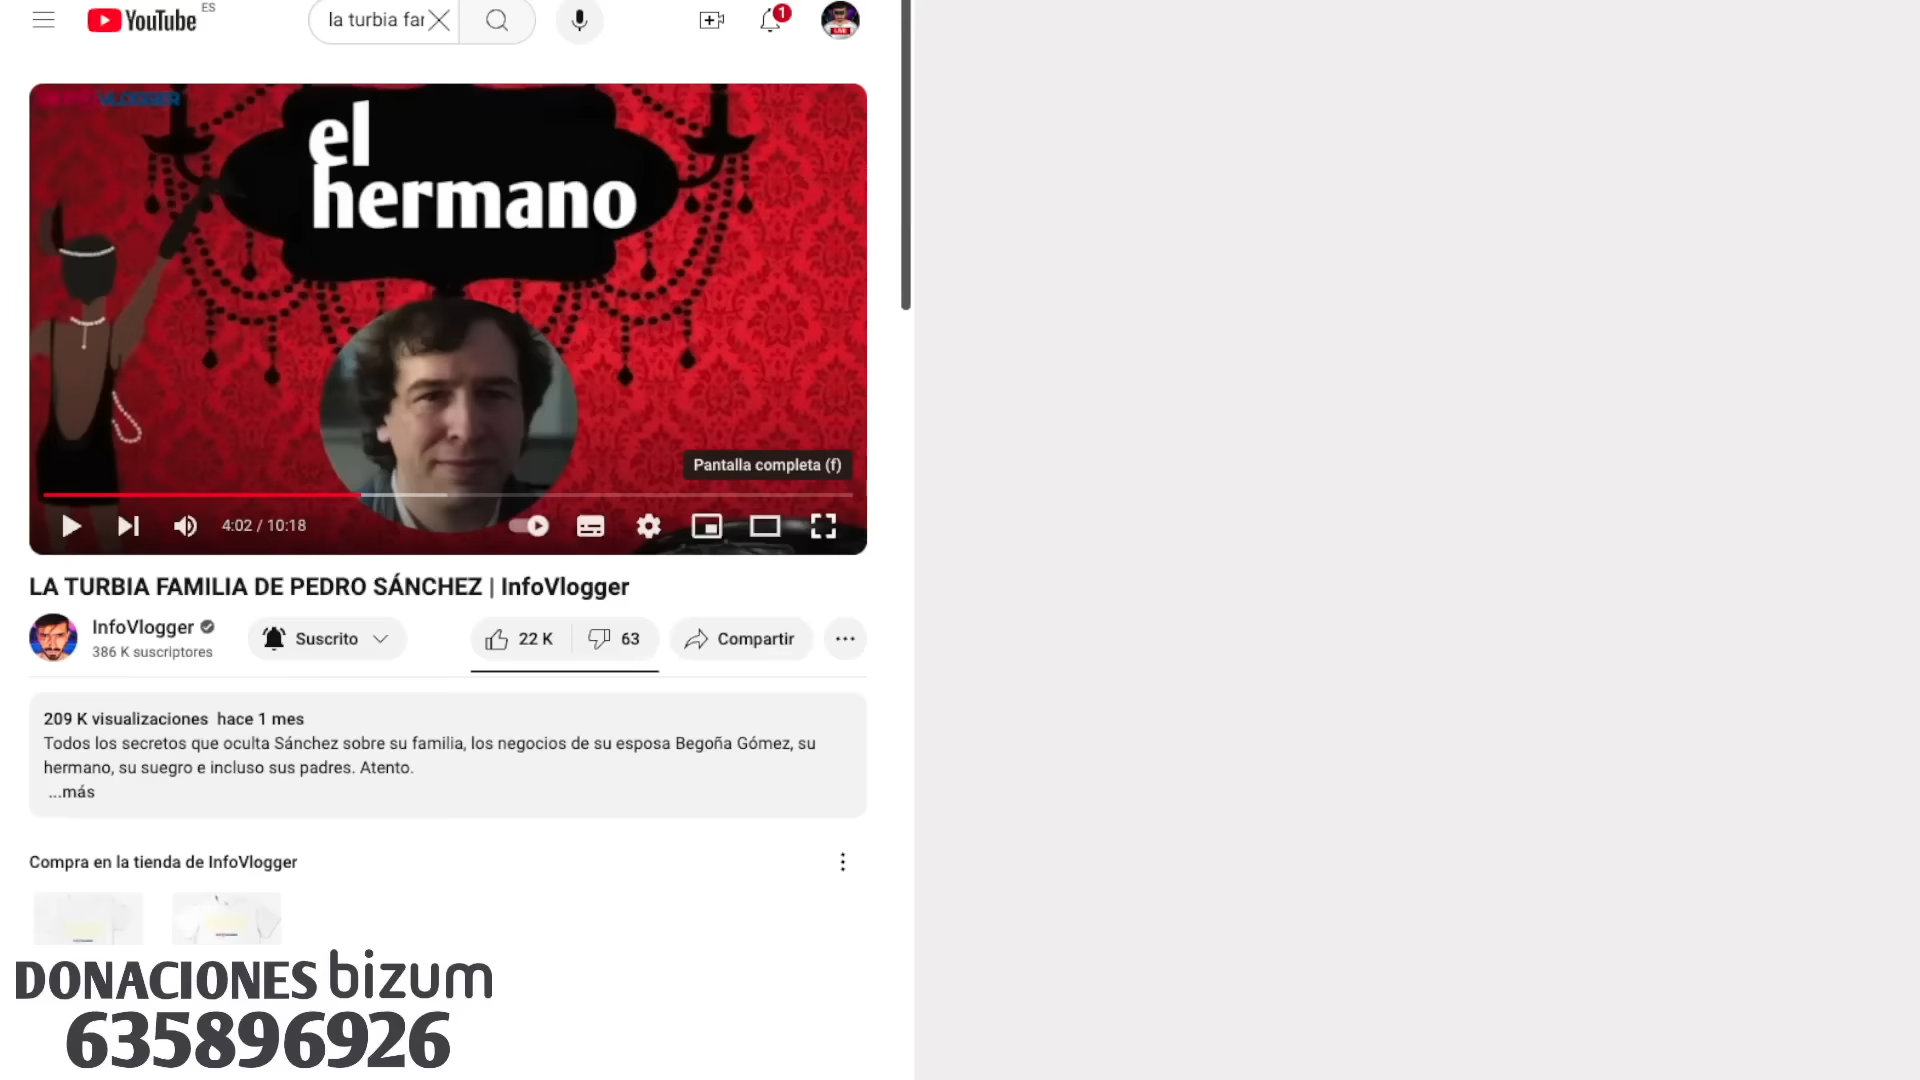 YouTube ES
la turbia far
1
el
hermano
Pantalla completa (f)
4:02 / 10:18
LA TURBIA FAMILIA DE PEDRO SÁNCHEZ | InfoVlogger
InfoVlogger
386 K suscriptores
Suscrito
22 K
63
Compartir
209 K visualizaciones hace 1 mes
Todos los secretos que oculta Sánchez sobre su familia, los negocios de su esposa Begoña Gómez, su
hermano, su suegro e incluso sus padres. Atento.
...más
Compra en la tienda de InfoVlogger
DONACIONES bizum
635896926